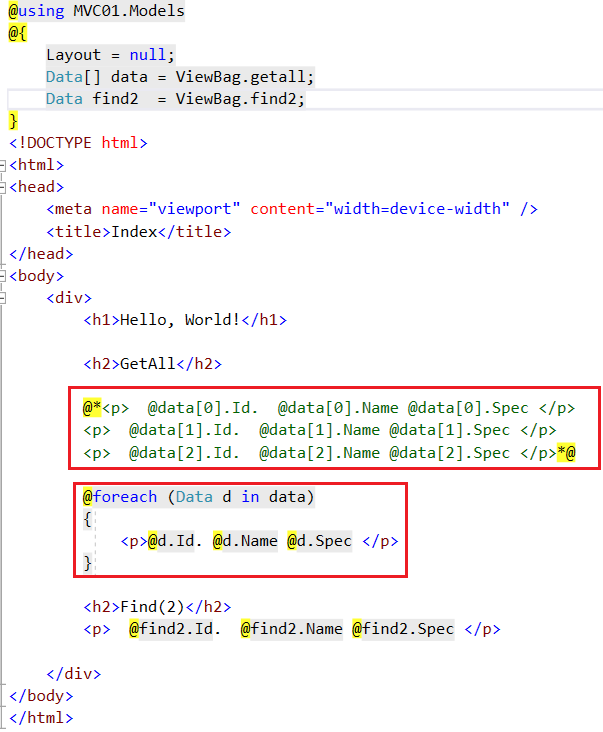 @using MVC01.Models
@{
    Layout = null;
    Data[] data = ViewBag.getall;
    Data find2  = ViewBag.find2;
}
<!DOCTYPE html>
<html>
<head>
    <meta name="viewport" content="width=device-width" />
    <title>Index</title>
</head>
<body>
    <div>
        <h1>Hello, World!</h1>
        <h2>GetAll</h2>
        @*<p>  @data[0].Id.  @data[0].Name @data[0].Spec </p>
        <p>  @data[1].Id.  @data[1].Name @data[1].Spec </p>
        <p>  @data[2].Id.  @data[2].Name @data[2].Spec </p>*@
        @foreach (Data d in data)
        {
            <p>@d.Id. @d.Name @d.Spec </p>
        }
        <h2>Find(2)</h2>
        <p>  @find2.Id.  @find2.Name @find2.Spec </p>
    </div>
</body>
</html>